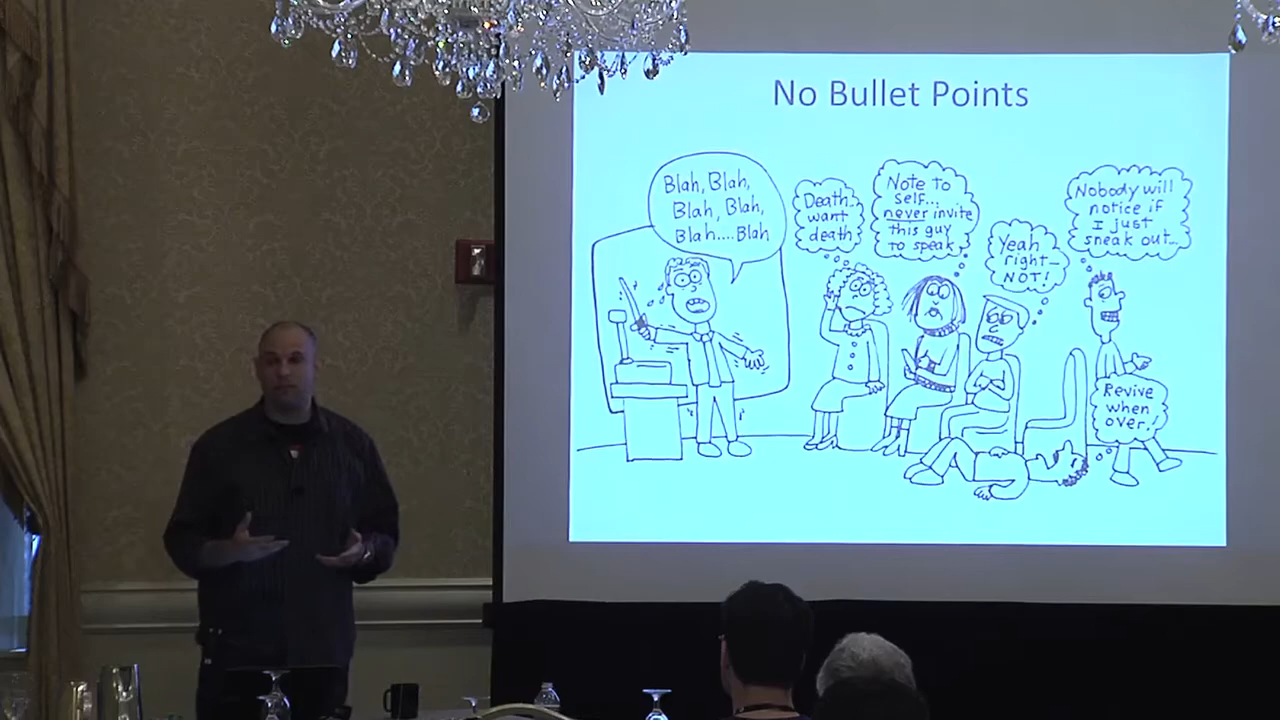 No Bullet Points
Blah, Blah,
Blah, Blah,
Blah....Blah
Death..
want
death
Note to
self...
never invite
this guy
to speak
Yeah
right-
NOT!
Nobody will
notice if
I just
sneak out...
Revive
when
over!